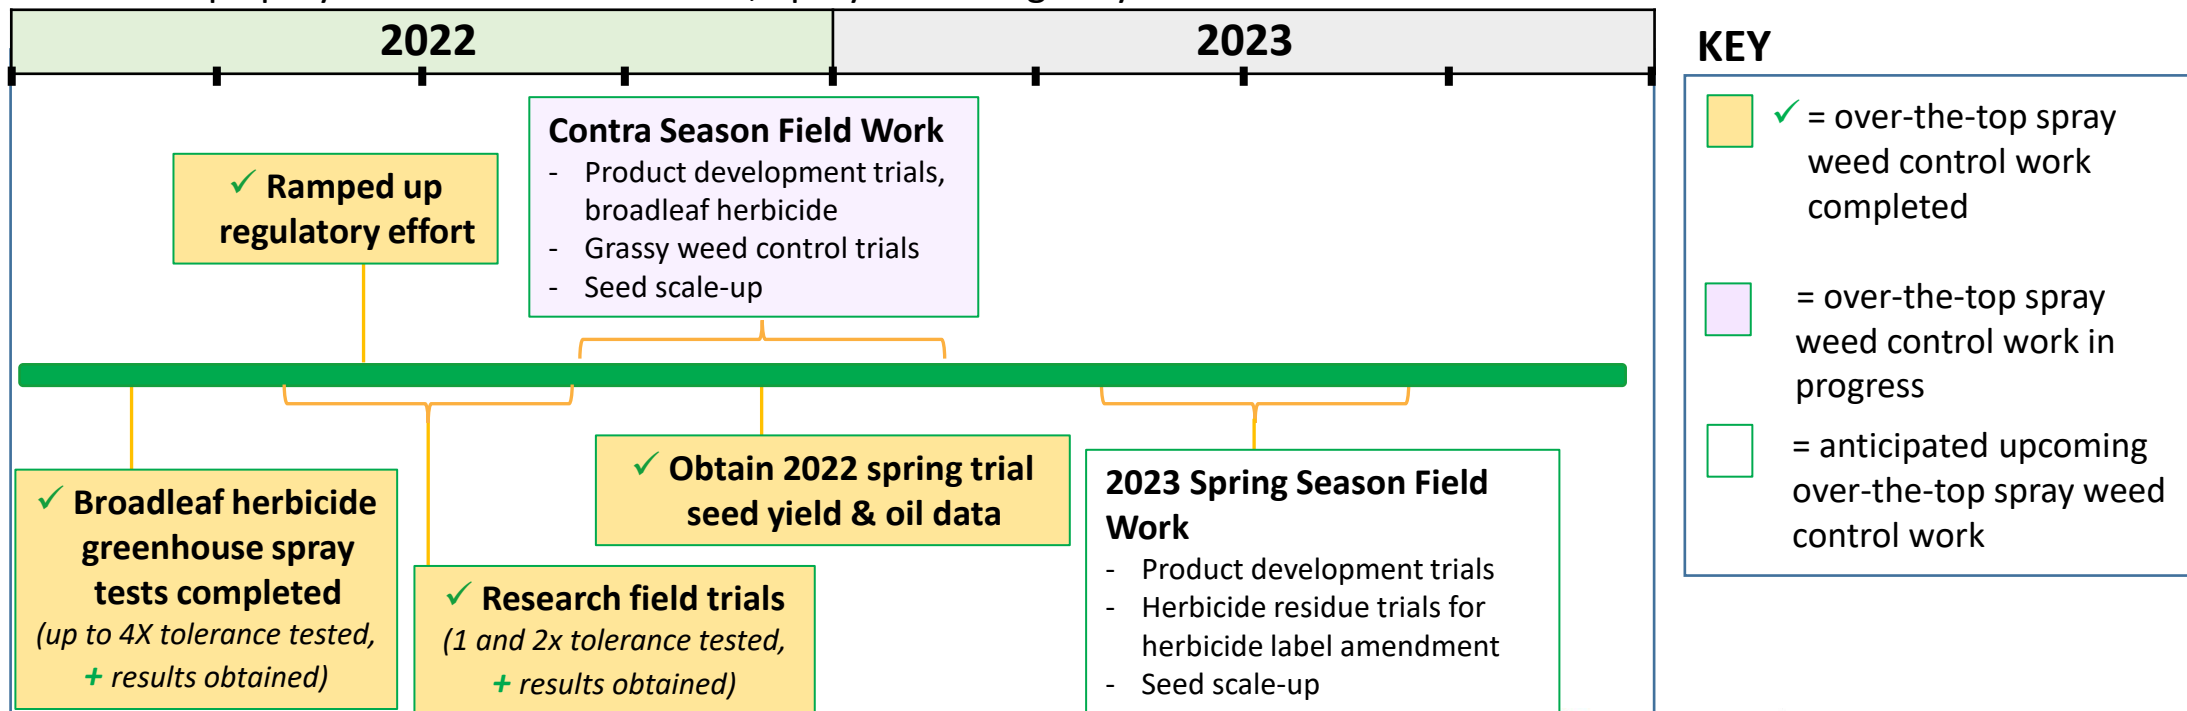 2022
2023
KEY
✓ Ramped up
regulatory effort
Contra Season Field Work
- Product development trials,
broadleaf herbicide
- Grassy weed control trials
- Seed scale-up
✓ Broadleaf herbicide
greenhouse spray
tests completed
(up to 4X tolerance tested,
+ results obtained)
✓ Research field trials
(1 and 2x tolerance tested,
+ results obtained)
✓ Obtain 2022 spring trial
seed yield & oil data
2023 Spring Season Field
Work
- Product development trials
- Herbicide residue trials for
herbicide label amendment
- Seed scale-up
✓ = over-the-top spray
weed control work
completed
= over-the-top spray
weed control work in
progress
= anticipated upcoming
over-the-top spray weed
control work